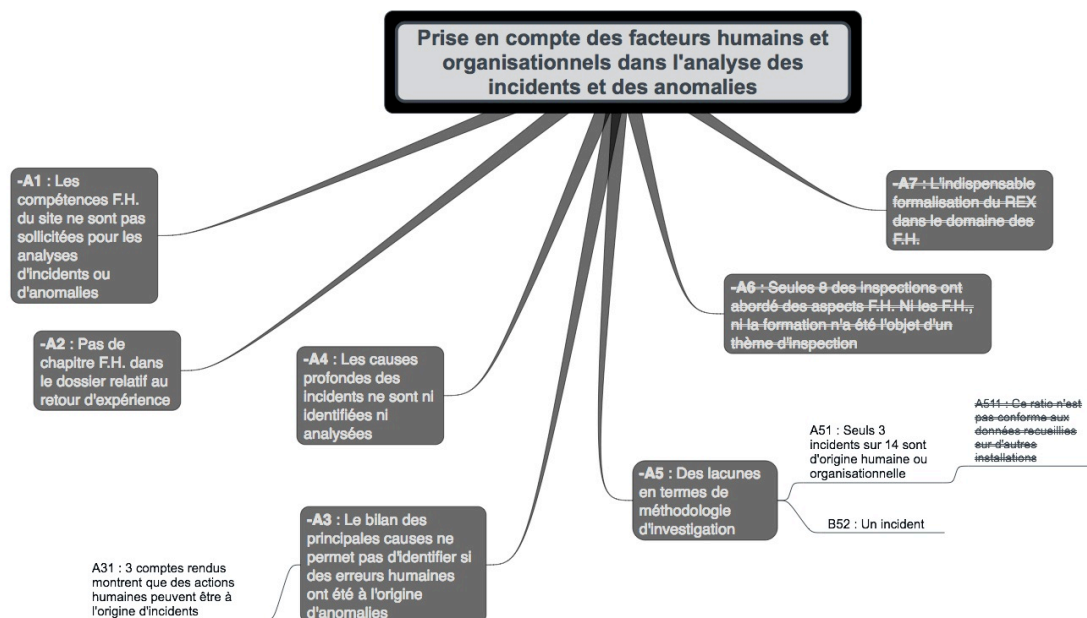 Prise en compte des facteurs humains et
organisationnels dans l'analyse des
incidents et des anomalies
-A1 : Les
compétences F.H.
du site ne sont pas
sollicitées pour les
analyses
d'incidents ou
d'anomalies
-A2 : Pas de
chapitre F.H. dans
le dossier relatif au
retour d'expérience
-A4 : Les causes
profondes des
incidents ne sont ni
identifiées ni
analysées
-A3 : Le bilan des
principales causes ne
permet pas d'identifier si
des erreurs humaines
ont été à l'origine
d'anomalies
A31 : 3 comptes rendus
montrent que des actions
humaines peuvent être à
l'origine d'incidents
-A7 : L'indispensable
formalisation du REX
dans le domaine des
F.H.
-A6 : Seules 8 des inspections ont
abordé des aspects F.H. Ni les F.H.,
ni la formation n'a été l'objet d'un
thème d'inspection
-A5 : Des lacunes
en termes de
méthodologie
d'investigation
A51 : Seuls 3
incidents sur 14 sont
d'origine humaine ou
organisationnelle
A511 : Ce ratio n'est
pas conforme aux
données recueillies
sur d'autres
installations
B52 : Un incident